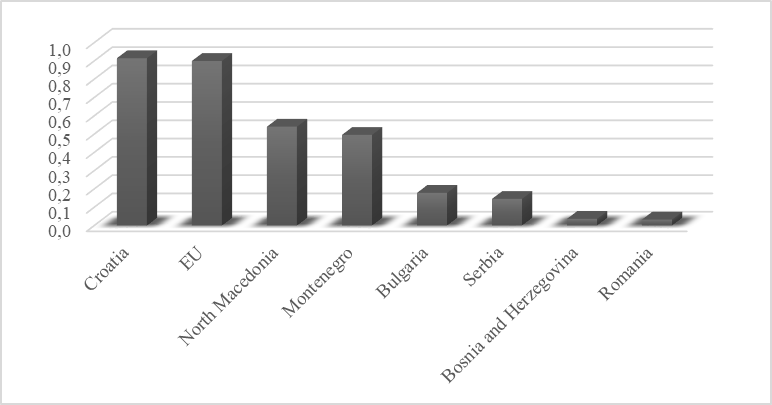 1,0
0,9
0,8
0,7
0,6
0,5
0,4
0,3
0,2
0,1
0,0
Croatia
EU
North Macedonia
Montenegro
Bulgaria
Serbia
Bosnia and Herzegovina
Romania